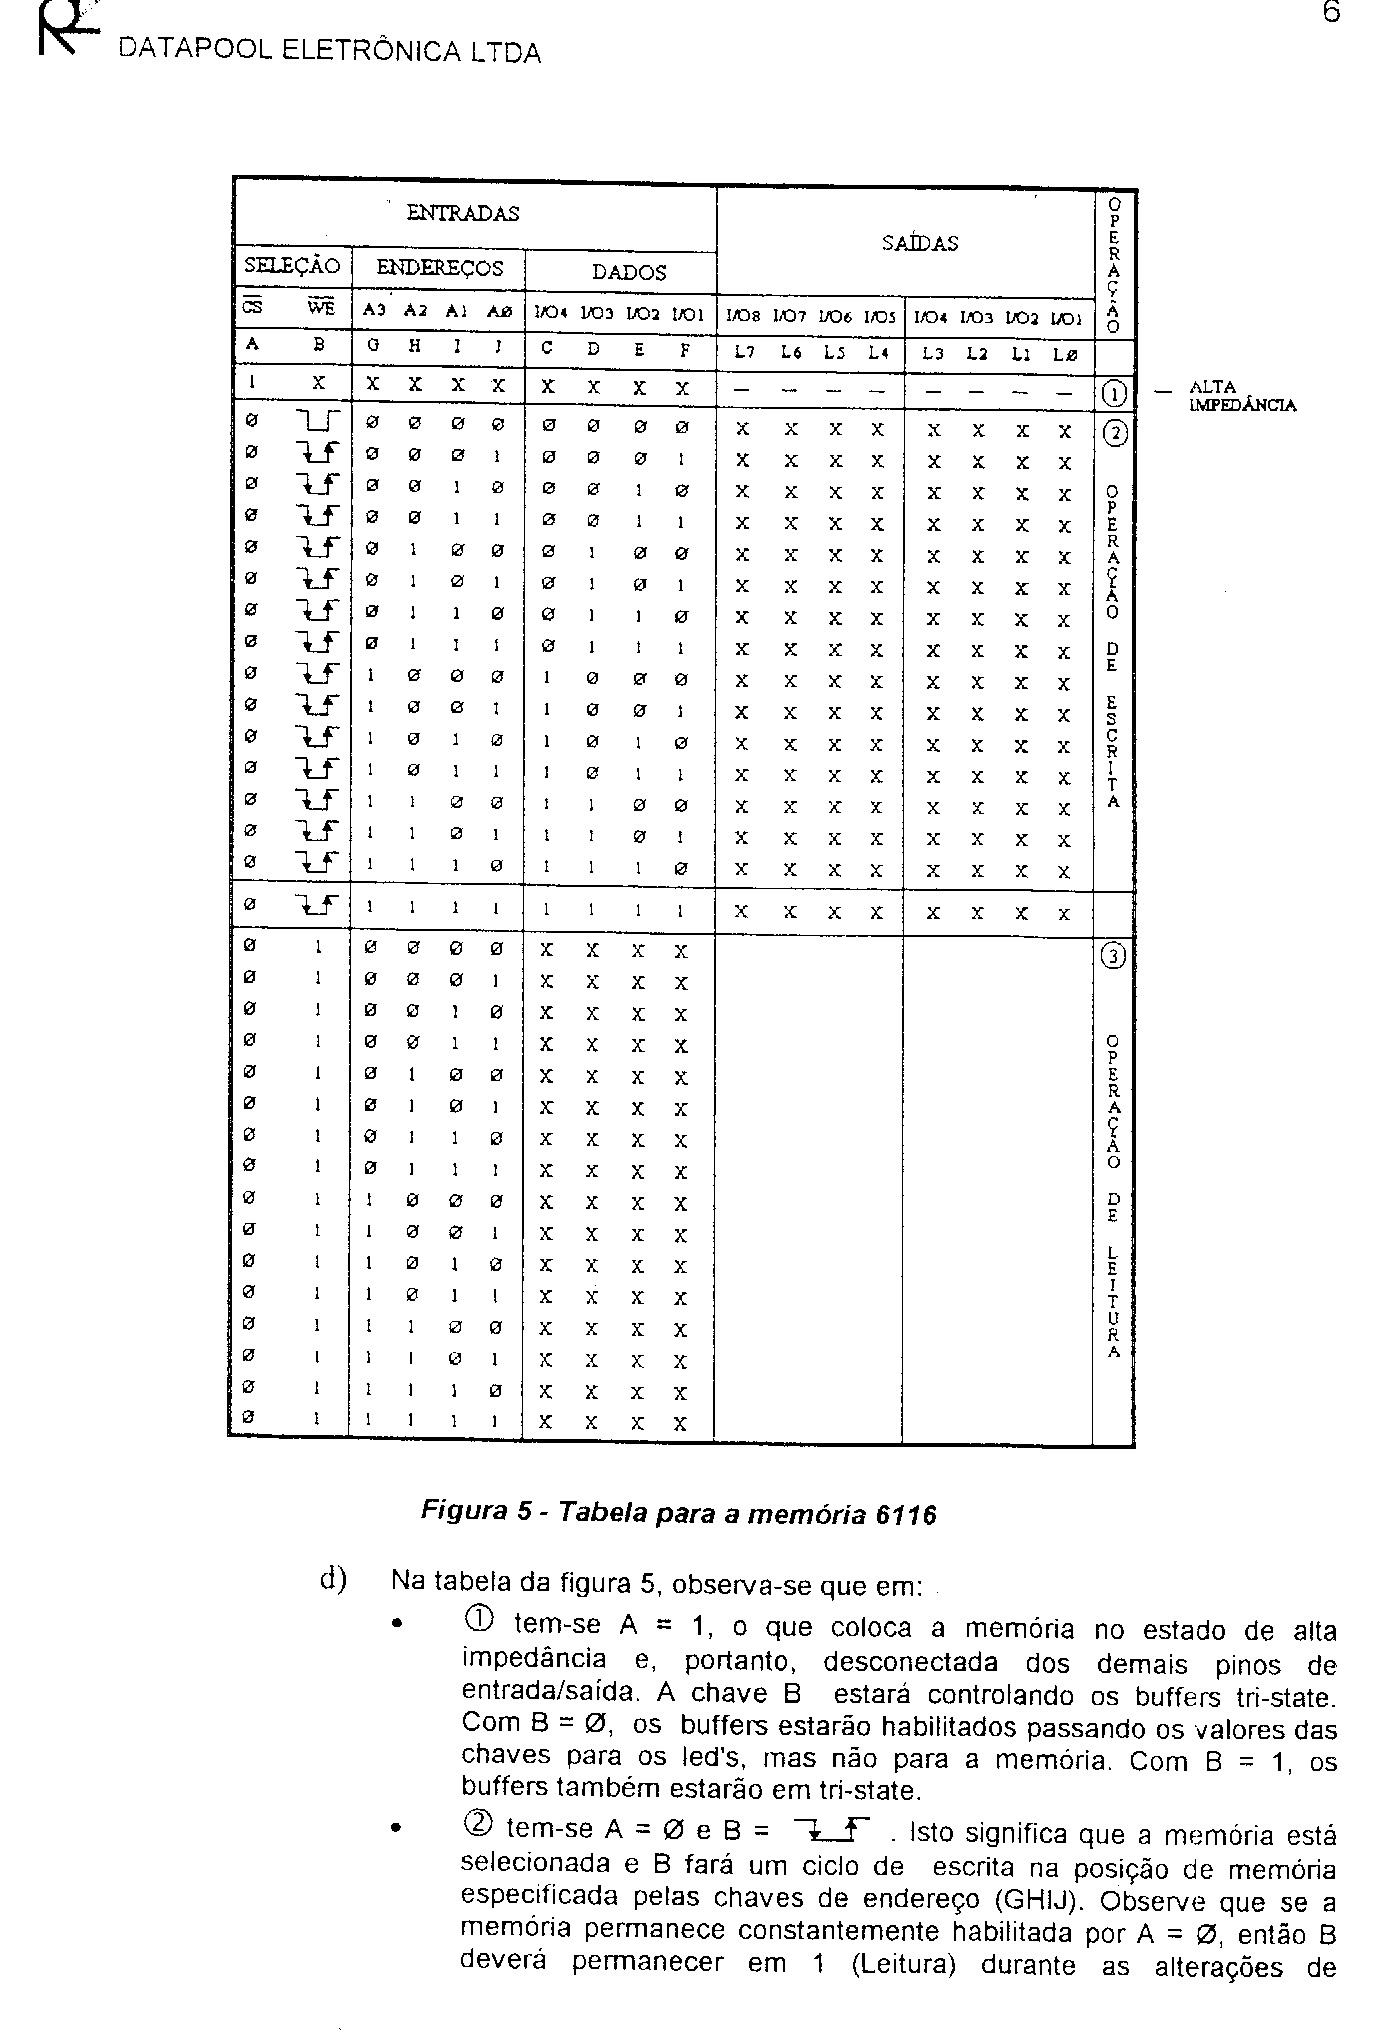 6
DATAPOOL ELETRÔNICA LTDA
ENTRADAS SAÍDAS OPERAÇÃO
SELEÇÃO ENDEREÇOS DADOS
CS WE A3 A2 A1 AØ I/O4 I/O3 I/O2 I/O1 I/O8 I/O7 I/O6 I/O5 I/O4 I/O3 I/O2 I/O1
A B G H I J C D E F L7 L6 L5 L4 L3 L2 L1 LØ
1 X X X X X X X X X — — — — — — — — ① — ALTA IMPEDÂNCIA
Ø Ø Ø Ø Ø Ø Ø Ø Ø X X X X X X X X ②
Ø Ø Ø Ø 1 Ø Ø Ø 1 X X X X X X X X
Ø Ø Ø 1 Ø Ø Ø 1 Ø X X X X X X X X
Ø Ø Ø 1 1 Ø Ø 1 1 X X X X X X X X
Ø Ø 1 Ø Ø Ø 1 Ø Ø X X X X X X X X
Ø Ø 1 Ø 1 Ø 1 Ø 1 X X X X X X X X
Ø Ø 1 1 Ø Ø 1 1 Ø X X X X X X X X
Ø Ø 1 1 1 Ø 1 1 1 X X X X X X X X
Ø 1 Ø Ø Ø 1 Ø Ø Ø X X X X X X X X
Ø 1 Ø Ø 1 1 Ø Ø 1 X X X X X X X X
Ø 1 Ø 1 Ø 1 Ø 1 Ø X X X X X X X X
Ø 1 Ø 1 1 1 Ø 1 1 X X X X X X X X
Ø 1 1 Ø Ø 1 1 Ø Ø X X X X X X X X
Ø 1 1 Ø 1 1 1 Ø 1 X X X X X X X X
Ø 1 1 1 Ø 1 1 1 Ø X X X X X X X X
OPERAÇÃO DE ESCRITA
Ø 1 1 1 1 1 1 1 1 X X X X X X X X
Ø 1 Ø Ø Ø Ø X X X X ③
Ø 1 Ø Ø Ø 1 X X X X
Ø 1 Ø Ø 1 Ø X X X X
Ø 1 Ø Ø 1 1 X X X X
Ø 1 Ø 1 Ø Ø X X X X
Ø 1 Ø 1 Ø 1 X X X X
Ø 1 Ø 1 1 Ø X X X X
Ø 1 Ø 1 1 1 X X X X
Ø 1 1 Ø Ø Ø X X X X
Ø 1 1 Ø Ø 1 X X X X
Ø 1 1 Ø 1 Ø X X X X
Ø 1 1 Ø 1 1 X X X X
Ø 1 1 1 Ø Ø X X X X
Ø 1 1 1 Ø 1 X X X X
Ø 1 1 1 1 Ø X X X X
Ø 1 1 1 1 1 X X X X
OPERAÇÃO DE LEITURA
Figura 5 - Tabela para a memória 6116
d) Na tabela da figura 5, observa-se que em:
• ① tem-se A = 1, o que coloca a memória no estado de alta
impedância e, portanto, desconectada dos demais pinos de
entrada/saída. A chave B estará controlando os buffers tri-state.
Com B = Ø, os buffers estarão habilitados passando os valores das
chaves para os led's, mas não para a memória. Com B = 1, os
buffers também estarão em tri-state.
• ② tem-se A = Ø e B = . Isto significa que a memória está
selecionada e B fará um ciclo de escrita na posição de memória
especificada pelas chaves de endereço (GHIJ). Observe que se a
memória permanece constantemente habilitada por A = Ø, então B
deverá permanecer em 1 (Leitura) durante as alterações de